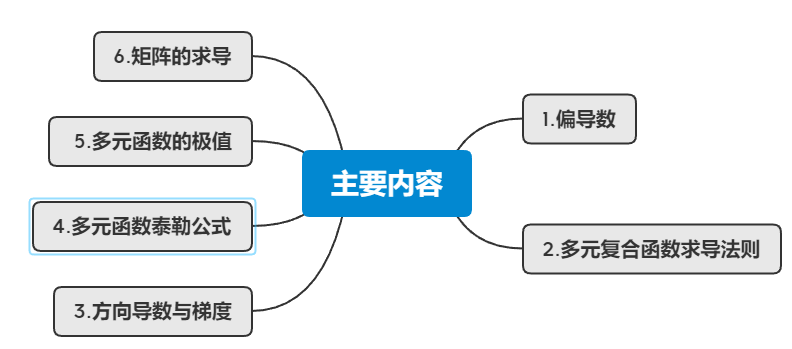 主要内容
1.偏导数
2.多元复合函数求导法则
3.方向导数与梯度
4.多元函数泰勒公式
5.多元函数的极值
6.矩阵的求导